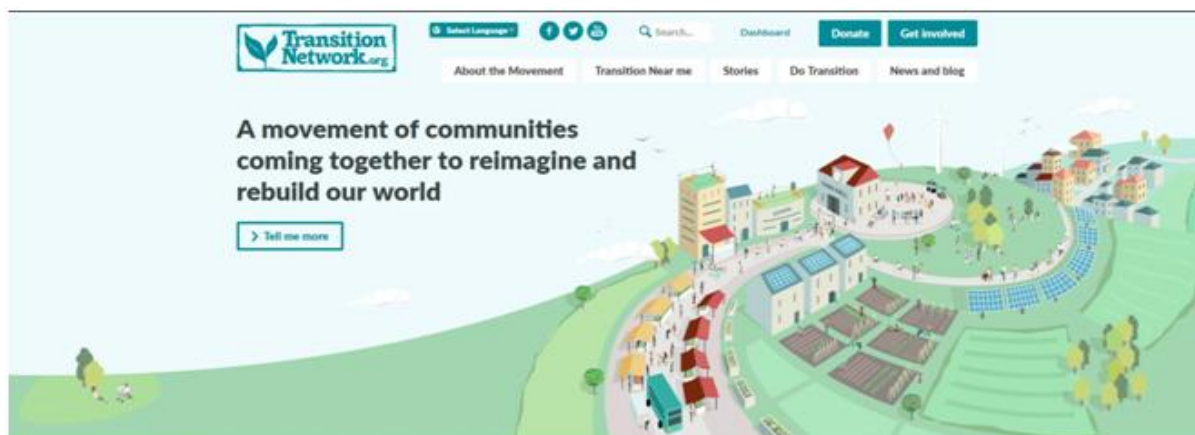 Transition
Network.org
Select Language
Search...
Dashboard
Donate
Get involved
About the Movement
Transition Near me
Stories
Do Transition
News and blog
A movement of communities
coming together to reimagine and
rebuild our world
Tell me more